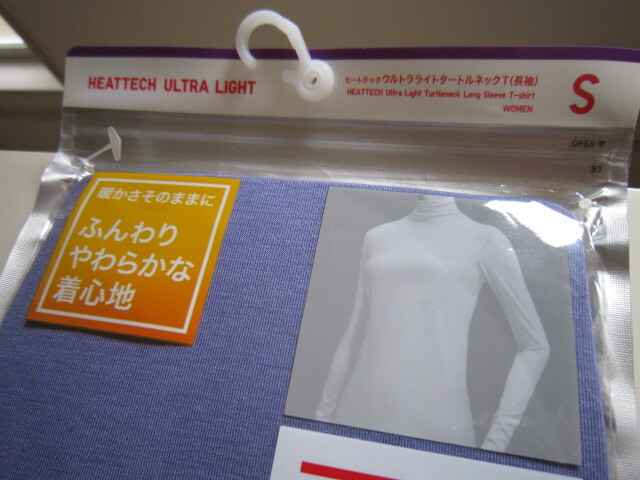 HEATTECH ULTRA LIGHT
ヒートテックウルトラライトタートルネックT(長袖)
HEATTECH Ultra Light Turtleneck Long Sleeve T-shirt
WOMEN
S
OPEN▼
暖かさそのままに
ふんわり
やわらかな
着心地